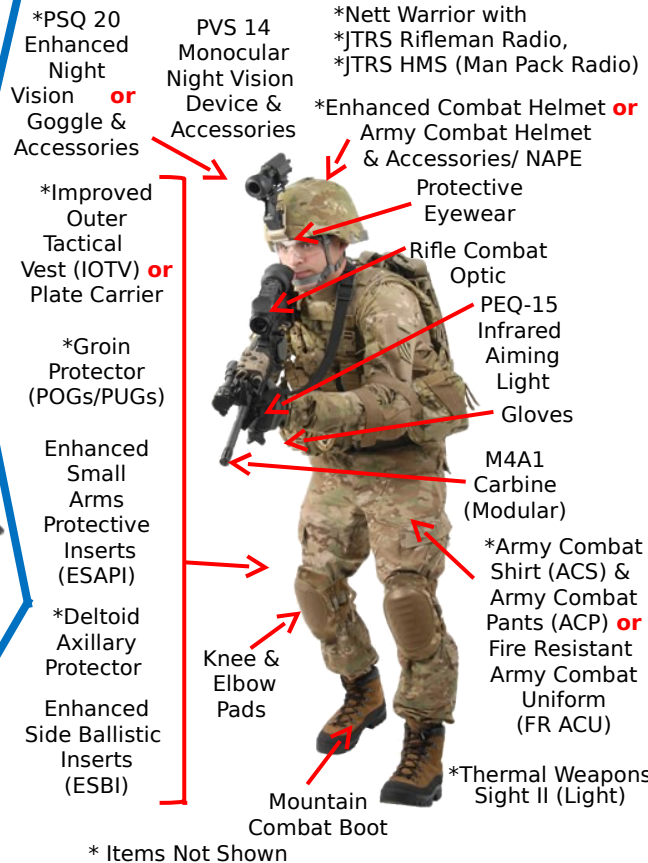 *PSQ 20
Enhanced
Night
Vision or
Goggle &
Accessories
PVS 14
Monocular
Night Vision
Device &
Accessories
*Nett Warrior with
*JTRS Rifleman Radio,
*JTRS HMS (Man Pack Radio)
*Enhanced Combat Helmet or
Army Combat Helmet
& Accessories/ NAPE
Protective
Eyewear
Rifle Combat
Optic
PEQ-15
Infrared
Aiming
Light
Gloves
M4A1
Carbine
(Modular)
*Army Combat
Shirt (ACS) &
Army Combat
Pants (ACP) or
Fire Resistant
Army Combat
Uniform
(FR ACU)
*Thermal Weapons
Sight II (Light)
*Improved
Outer
Tactical
Vest (IOTV) or
Plate Carrier
*Groin
Protector
(POGs/PUGs)
Enhanced
Small
Arms
Protective
Inserts
(ESAPI)
*Deltoid
Axillary
Protector
Enhanced
Side Ballistic
Inserts
(ESBI)
Knee &
Elbow
Pads
Mountain
Combat Boot
* Items Not Shown